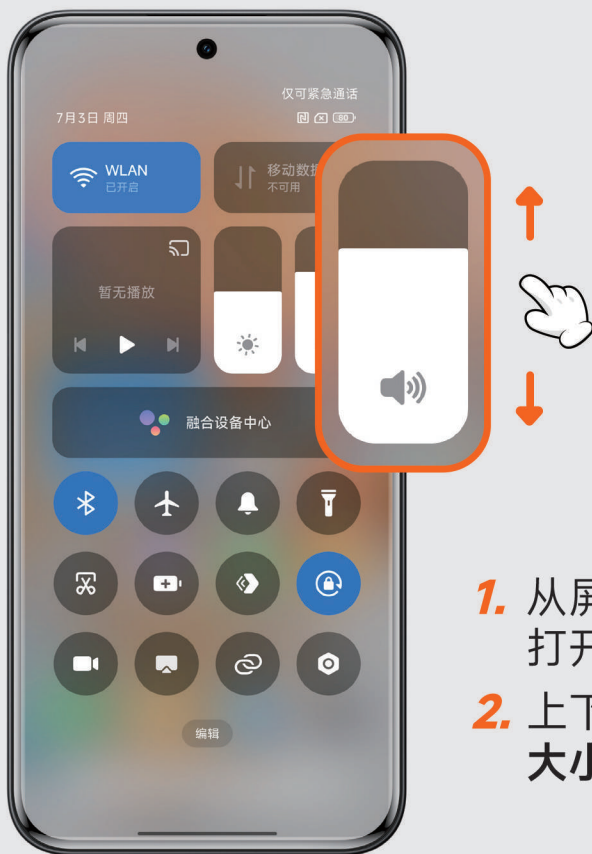 仅可紧急通话
7月3日 周四
60
WLAN
已开启
移动数
不可用
暂无播放
融合设备中心
编辑
1. 从屏
打开
2. 上下
大小